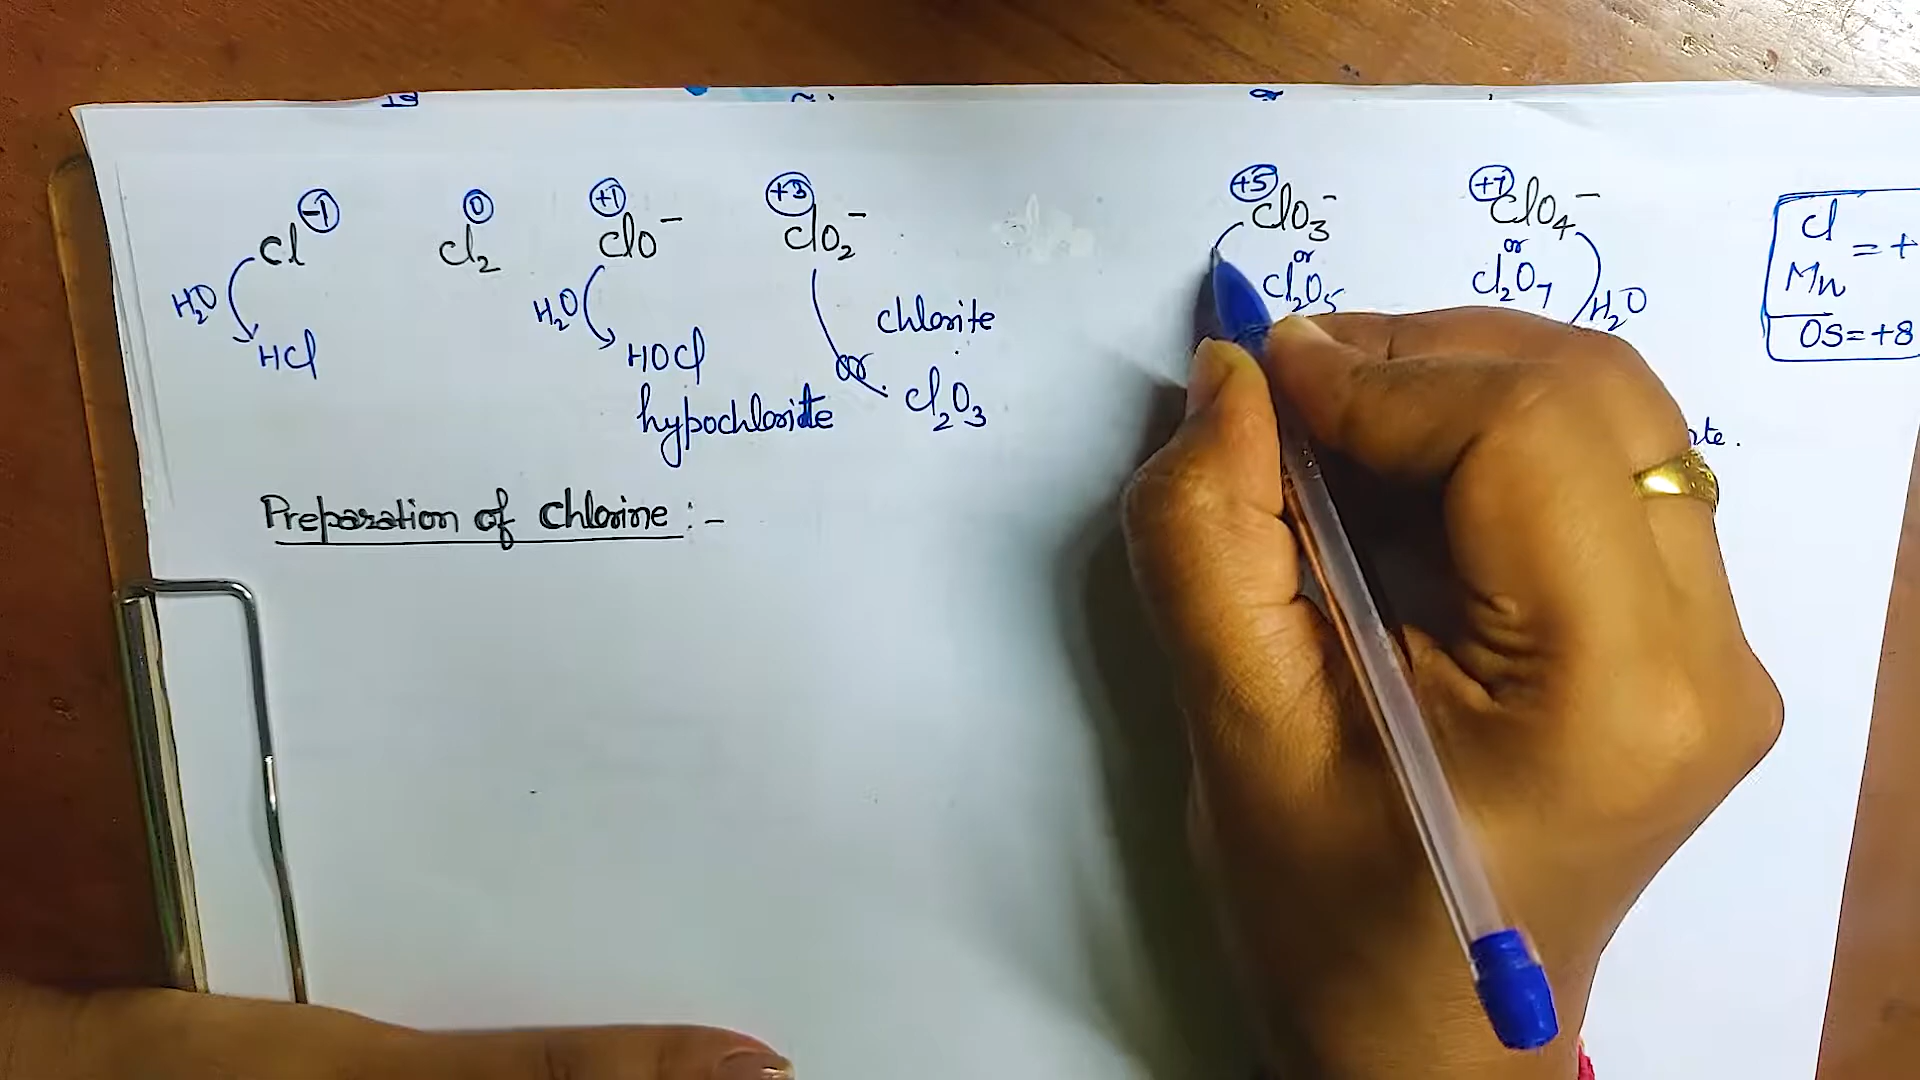 -1 0 +1 +3 +5 +7
Cl Cl2 ClO- ClO2- ClO3- ClO4-
or or
Cl2O5 Cl2O7
H2O H2O H2O
HCl HOCl chlorite
or Cl2O3
hypochlorite
Cl
Mn = +
OS=+8
Preparation of chlorine :-